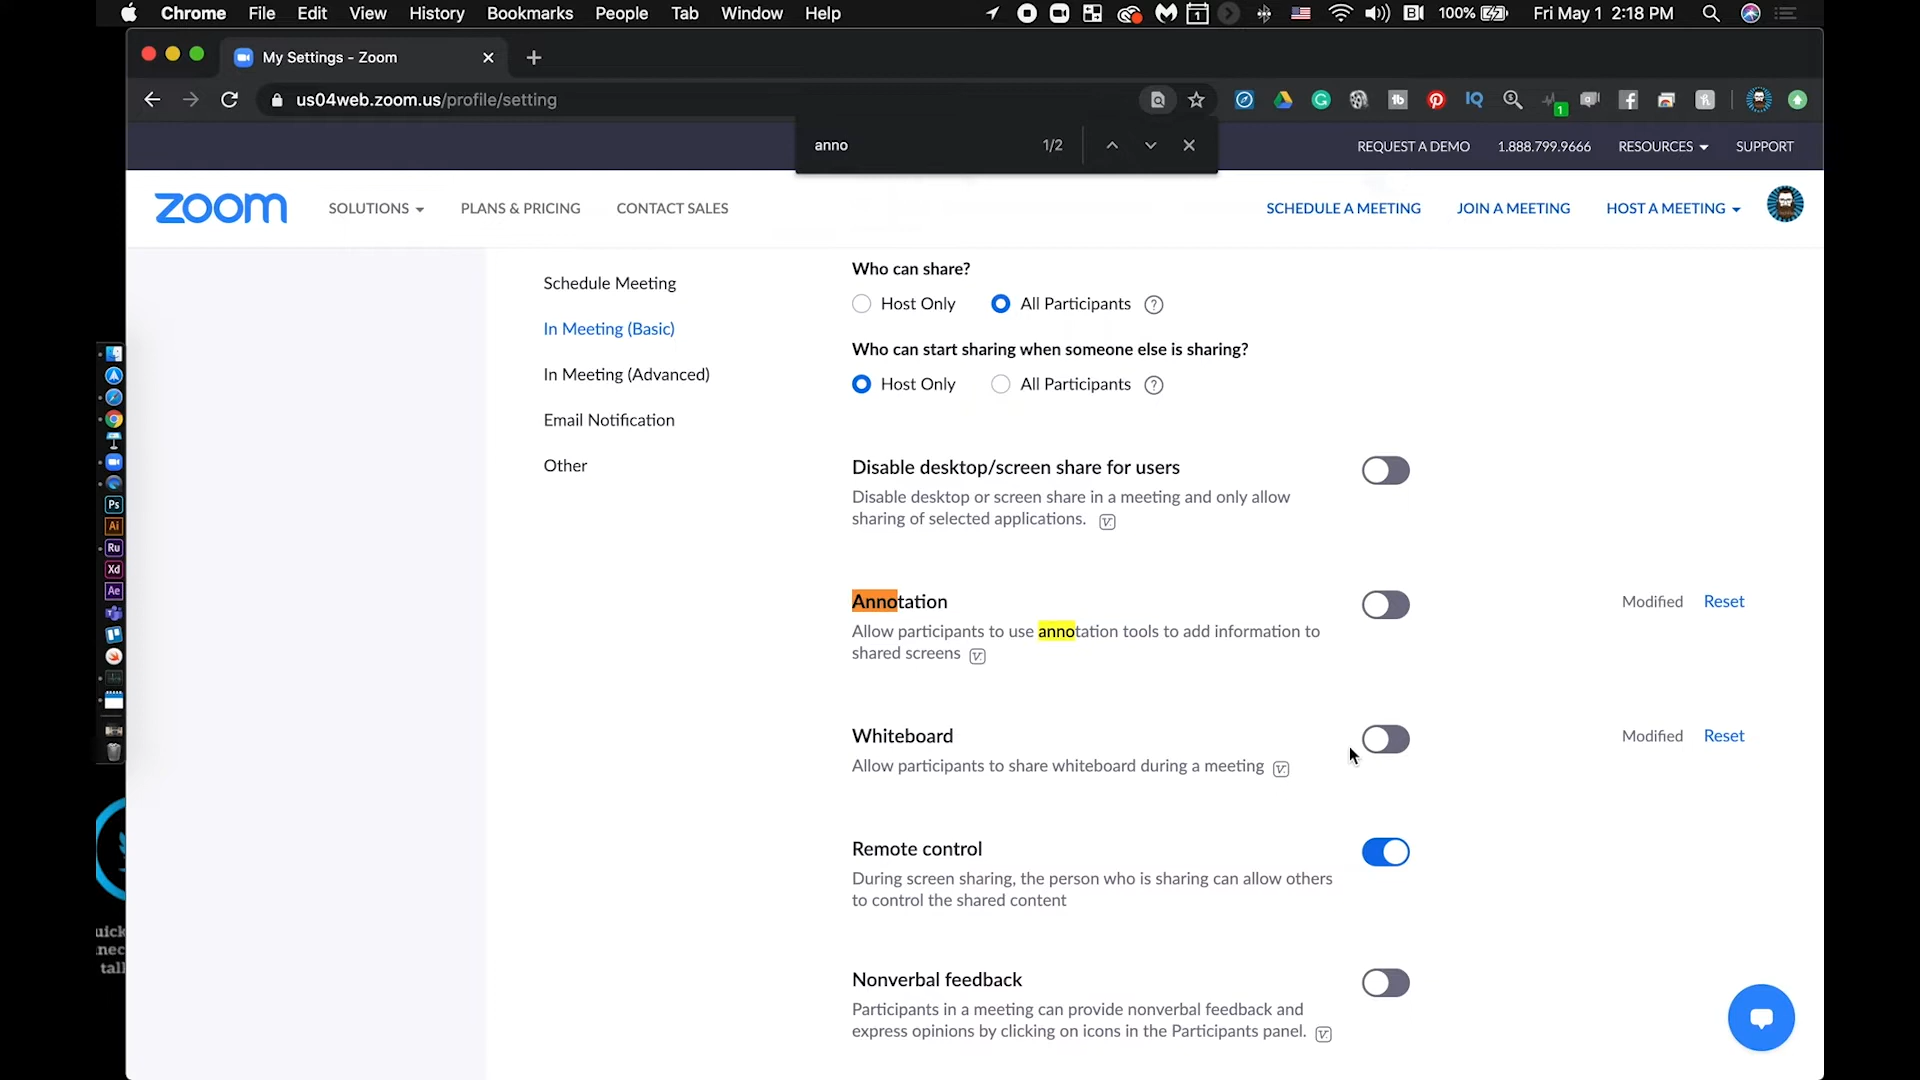 Chrome File Edit View History Bookmarks People Tab Window Help 100% Fri May 1 2:18 PM
My Settings - Zoom
us04web.zoom.us/profile/setting
anno 1/2
REQUEST A DEMO 1.888.799.9666 RESOURCES SUPPORT
zoom SOLUTIONS PLANS & PRICING CONTACT SALES SCHEDULE A MEETING JOIN A MEETING HOST A MEETING
Schedule Meeting
In Meeting (Basic)
In Meeting (Advanced)
Email Notification
Other
Who can share?
Host Only All Participants
Who can start sharing when someone else is sharing?
Host Only All Participants
Disable desktop/screen share for users
Disable desktop or screen share in a meeting and only allow
sharing of selected applications.
Annotation Modified Reset
Allow participants to use annotation tools to add information to
shared screens
Whiteboard Modified Reset
Allow participants to share whiteboard during a meeting
Remote control
During screen sharing, the person who is sharing can allow others
to control the shared content
Nonverbal feedback
Participants in a meeting can provide nonverbal feedback and
express opinions by clicking on icons in the Participants panel.
Ps
Ai
Ru
Xd
Ae
uick
nec
tall